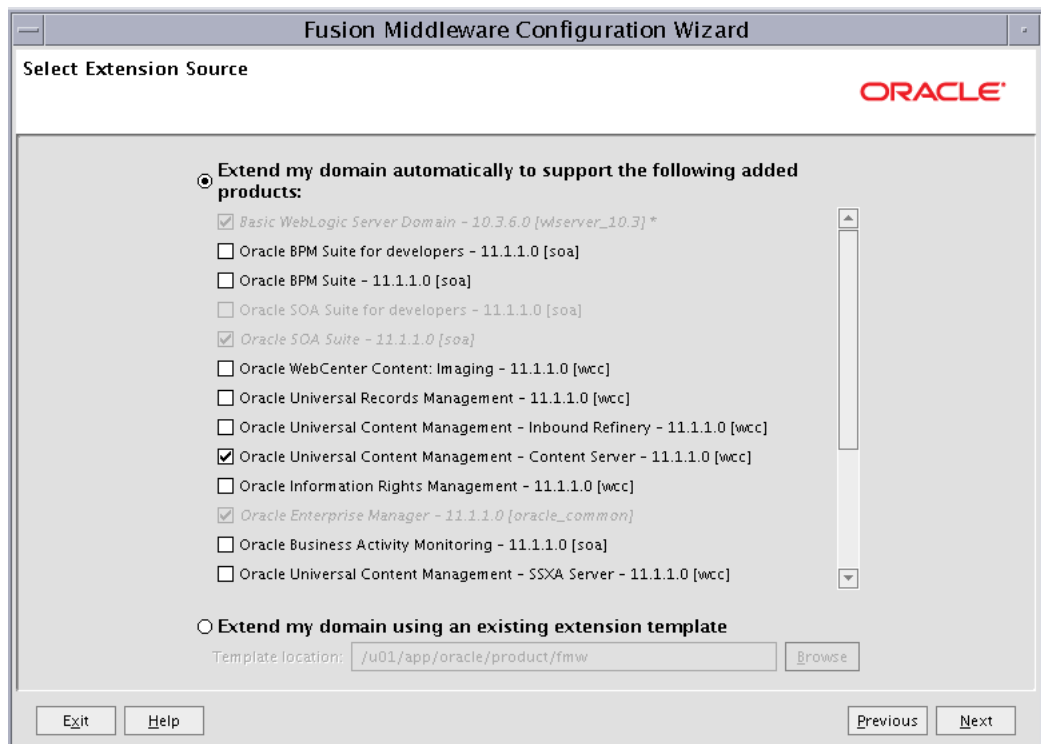 Fusion Middleware Configuration Wizard
Select Extension Source
ORACLE
Extend my domain automatically to support the following added
products:
Basic WebLogic Server Domain - 10.3.6.0 [wlserver_10.3] *
Oracle BPM Suite for developers - 11.1.1.0 [soa]
Oracle BPM Suite - 11.1.1.0 [soa]
Oracle SOA Suite for developers - 11.1.1.0 [soa]
Oracle SOA Suite - 11.1.1.0 [soa]
Oracle WebCenter Content: Imaging - 11.1.1.0 [wcc]
Oracle Universal Records Management - 11.1.1.0 [wcc]
Oracle Universal Content Management - Inbound Refinery - 11.1.1.0 [wcc]
Oracle Universal Content Management - Content Server - 11.1.1.0 [wcc]
Oracle Information Rights Management - 11.1.1.0 [wcc]
Oracle Enterprise Manager - 11.1.1.0 [oracle_common]
Oracle Business Activity Monitoring - 11.1.1.0 [soa]
Oracle Universal Content Management - SSXA Server - 11.1.1.0 [wcc]
Extend my domain using an existing extension template
Template location: /u01/app/oracle/product/fmw Browse
Exit Help Previous Next